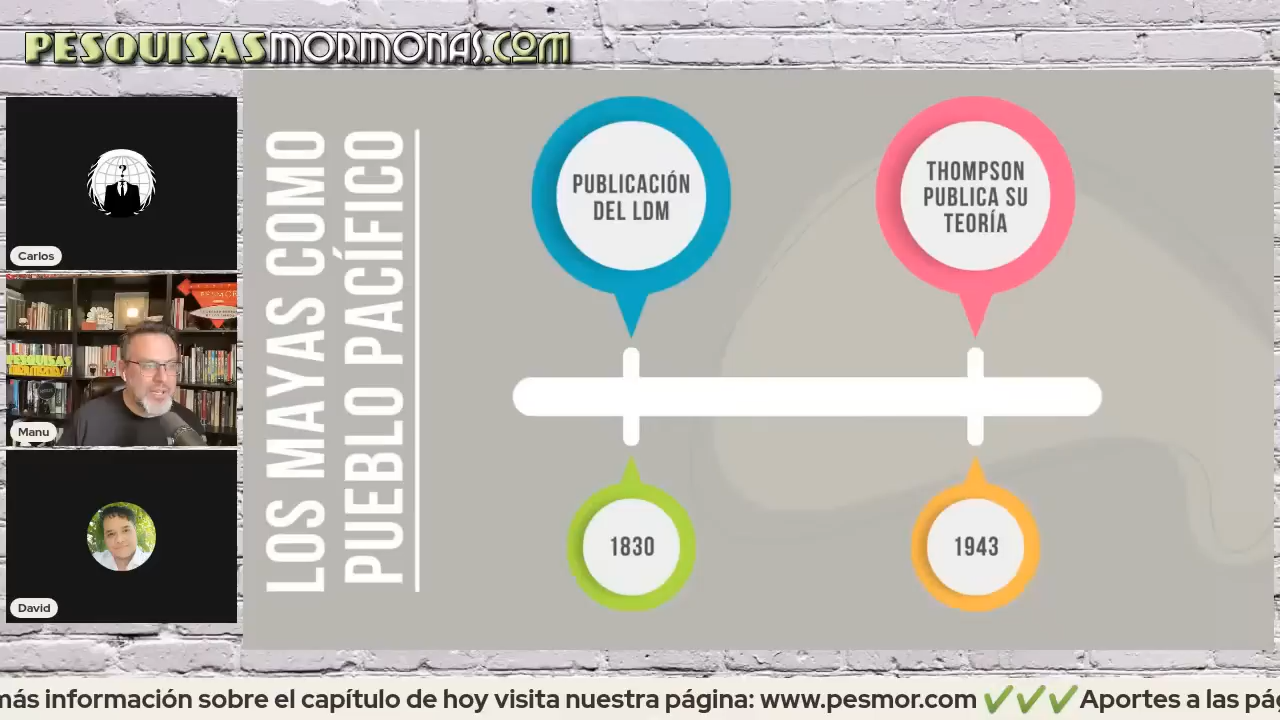 PESQUISASMORMONAS.COM
Carlos
Manu
David
PESMOR
LOS MAYAS COMO
PUEBLO PACÍFICO
PUBLICACIÓN
DEL LDM
THOMPSON
PUBLICA SU
TEORÍA
1830
1943
más información sobre el capítulo de hoy visita nuestra página: www.pesmor.com ✔✔✔ Aportes a las pá